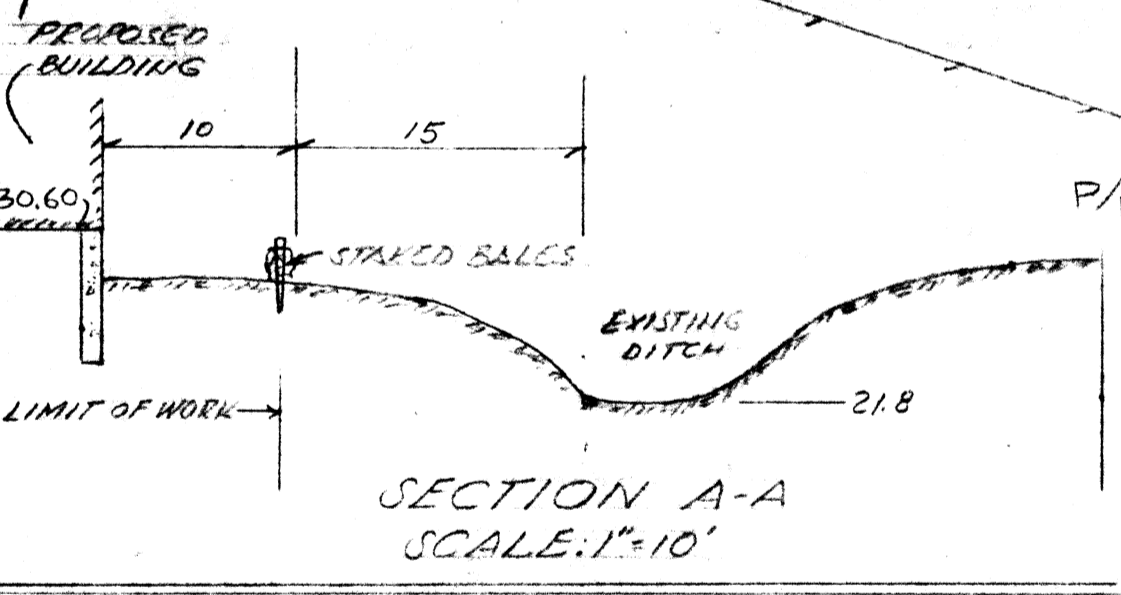 PROPOSED
BUILDING
10
15
30.60
P/
STAKED BALES
EXISTING
DITCH
LIMIT OF WORK
21.8
SECTION A-A
SCALE: 1"=10'